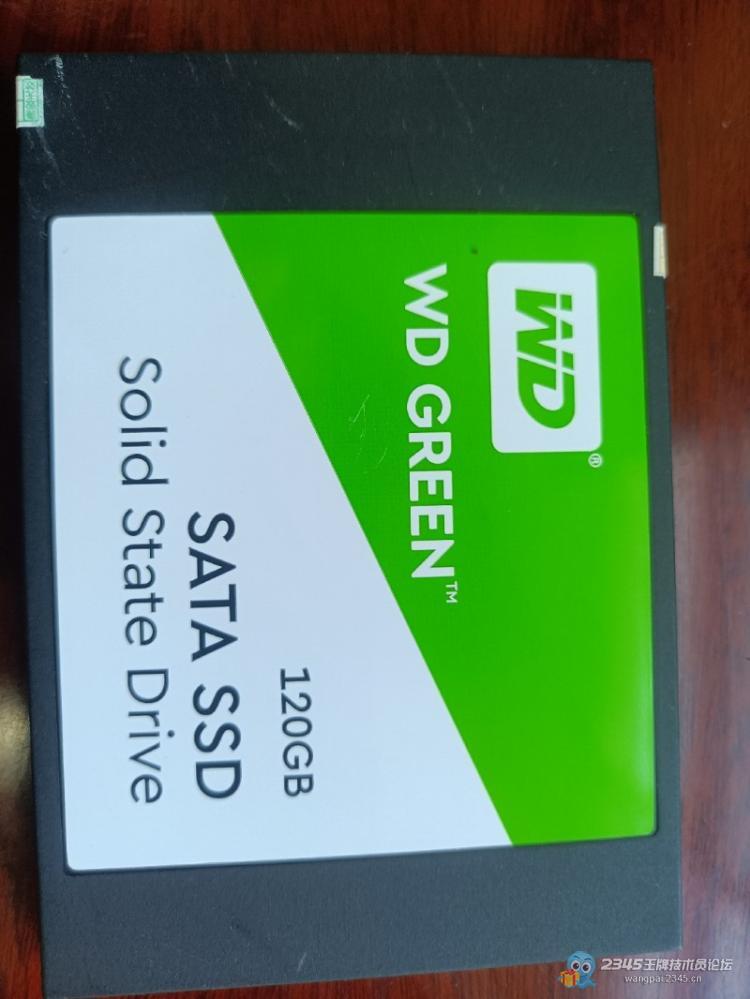 WD®
WD GREEN™
120GB
SATA SSD
Solid State Drive
2345王牌技术员论坛
wangpai.2345.cn